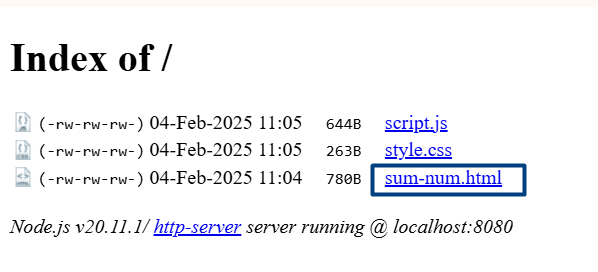 Index of /
(-rw-rw-rw-) 04-Feb-2025 11:05 644B script.js
(-rw-rw-rw-) 04-Feb-2025 11:05 263B style.css
(-rw-rw-rw-) 04-Feb-2025 11:04 780B sum-num.html
Node.js v20.11.1/ http-server server running @ localhost:8080